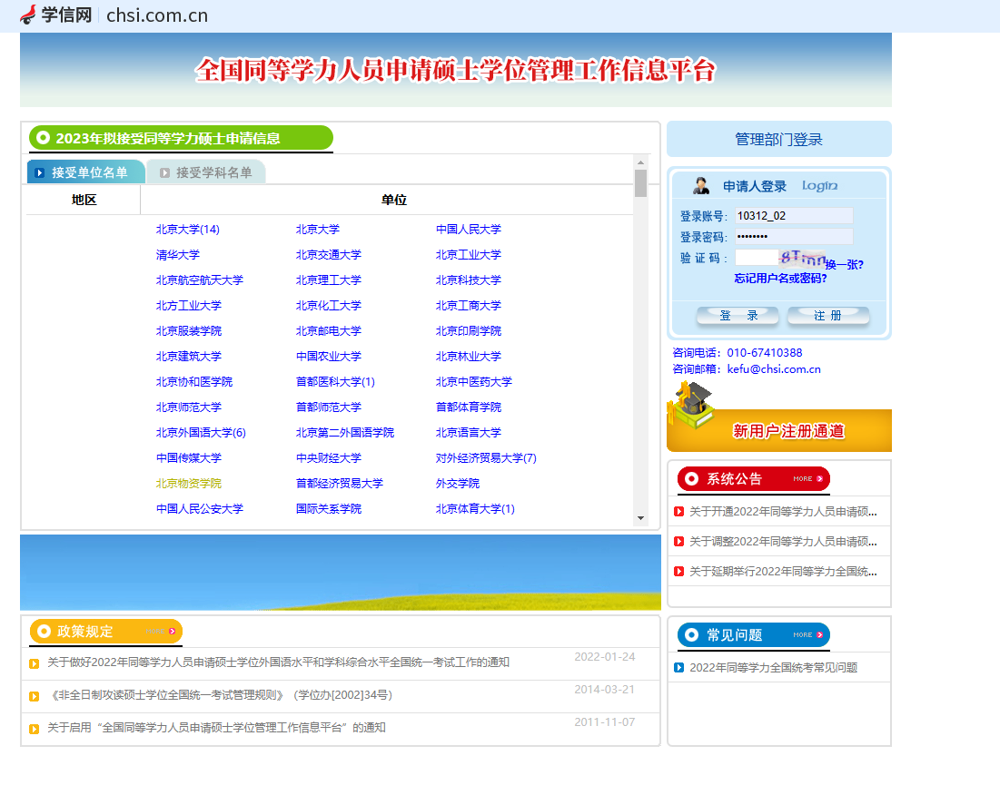 学信网 chsi.com.cn
全国同等学力人员申请硕士学位管理工作信息平台
2023年拟接受同等学力硕士申请信息
接受单位名单 接受学科名单
地区 单位
北京大学(14) 北京大学 中国人民大学
清华大学 北京交通大学 北京工业大学
北京航空航天大学 北京理工大学 北京科技大学
北方工业大学 北京化工大学 北京工商大学
北京服装学院 北京邮电大学 北京印刷学院
北京建筑大学 中国农业大学 北京林业大学
北京协和医学院 首都医科大学(1) 北京中医药大学
北京师范大学 首都师范大学 首都体育学院
北京外国语大学(6) 北京第二外国语学院 北京语言大学
中国传媒大学 中央财经大学 对外经济贸易大学(7)
北京物资学院 首都经济贸易大学 外交学院
中国人民公安大学 国际关系学院 北京体育大学(1)
管理部门登录
申请人登录 Login
登录账号: 10312_02
登录密码: ••••••••
验 证 码 : 换一张?
忘记用户名或密码?
登 录 注 册
咨询电话：010-67410388
咨询邮箱：kefu@chsi.com.cn
新用户注册通道
系统公告 MORE
关于开通2022年同等学力人员申请硕...
关于调整2022年同等学力人员申请硕...
关于延期举行2022年同等学力全国统...
政策规定
关于做好2022年同等学力人员申请硕士学位外国语水平和学科综合水平全国统一考试工作的通知 2022-01-24
《非全日制攻读硕士学位全国统一考试管理规则》（学位办[2002]34号） 2014-03-21
关于启用“全国同等学力人员申请硕士学位管理工作信息平台”的通知 2011-11-07
常见问题 MORE
2022年同等学力全国统考常见问题